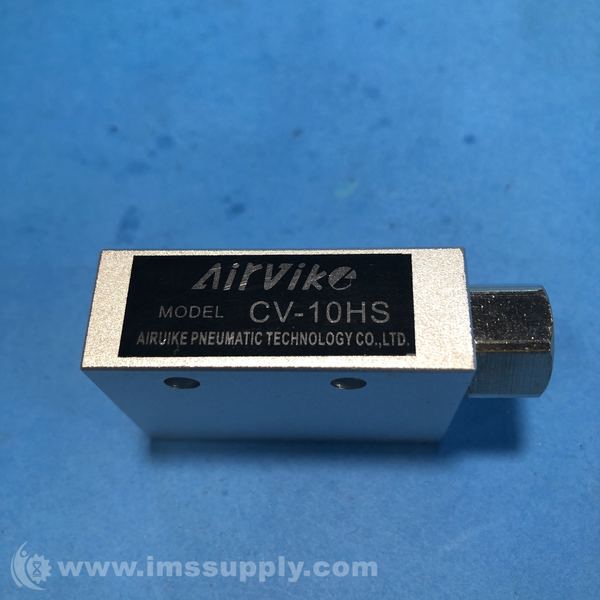 AirVike
MODEL CV-10HS
AIRUIKE PNEUMATIC TECHNOLOGY CO.,LTD.
www.imssupply.com